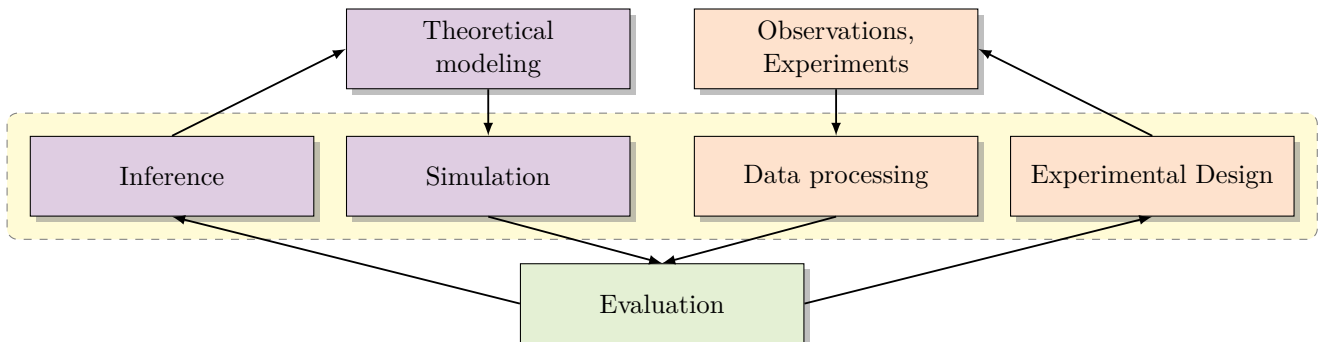 Theoretical
modeling
Observations,
Experiments
Inference
Simulation
Data processing
Experimental Design
Evaluation